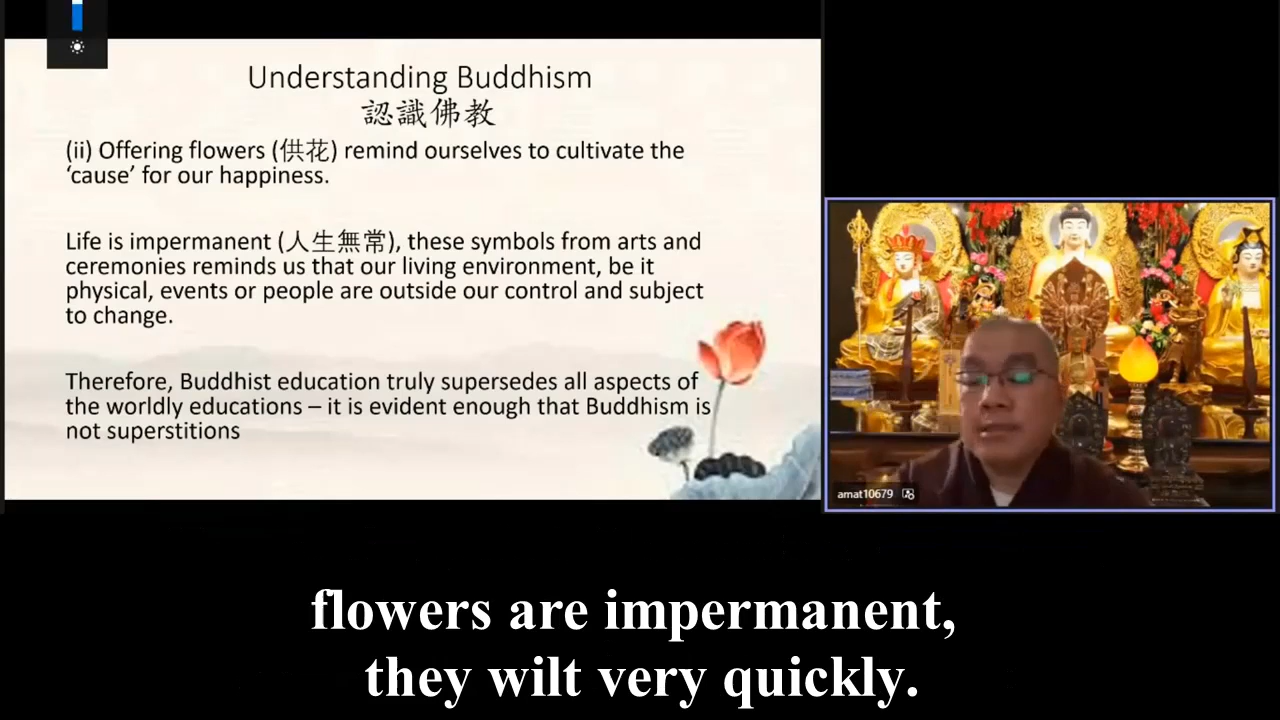 Understanding Buddhism
認識佛教
(ii) Offering flowers (供花) remind ourselves to cultivate the
‘cause’ for our happiness.
Life is impermanent (人生無常), these symbols from arts and
ceremonies reminds us that our living environment, be it
physical, events or people are outside our control and subject
to change.
Therefore, Buddhist education truly supersedes all aspects of
the worldly educations – it is evident enough that Buddhism is
not superstitions
amat10679
flowers are impermanent,
they wilt very quickly.